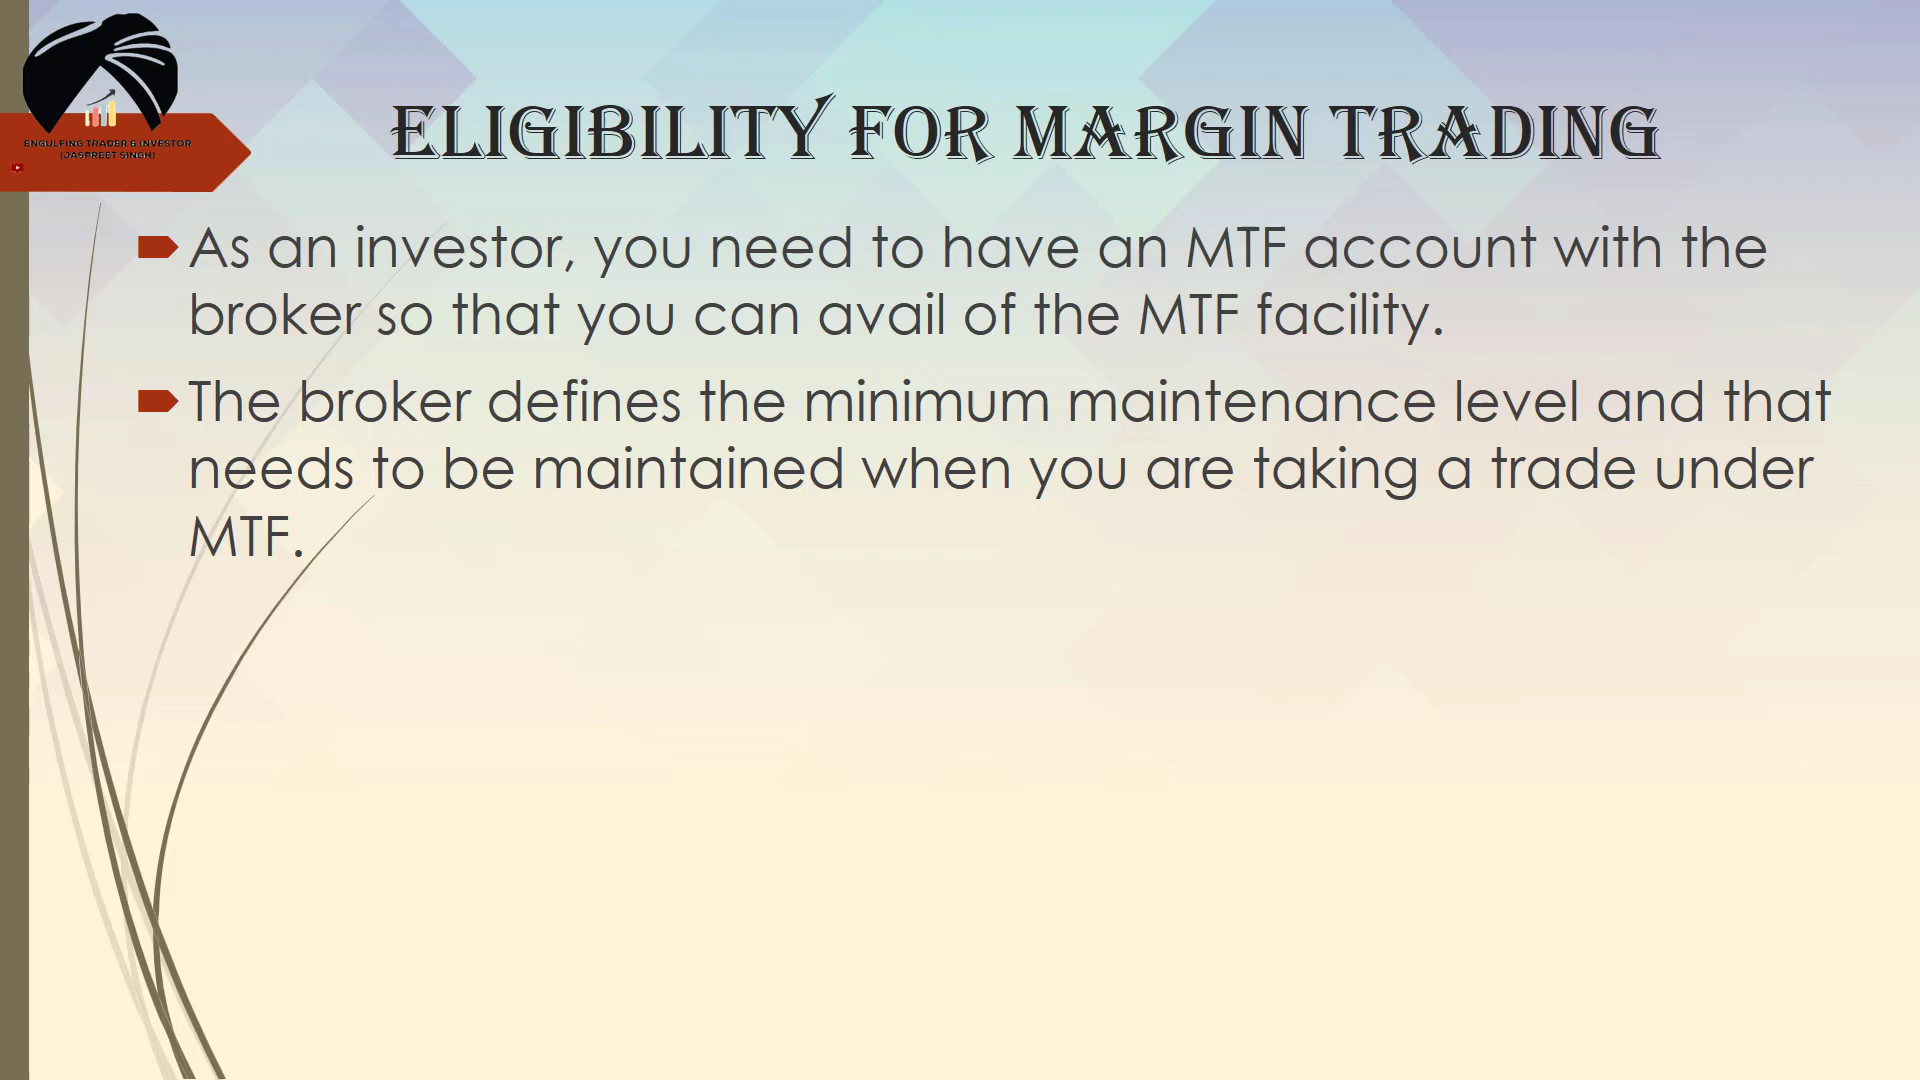 ENGULFING TRADER & INVESTOR
(JASPREET SINGH)
ELIGIBILITY FOR MARGIN TRADING
As an investor, you need to have an MTF account with the
broker so that you can avail of the MTF facility.
The broker defines the minimum maintenance level and that
needs to be maintained when you are taking a trade under
MTF.